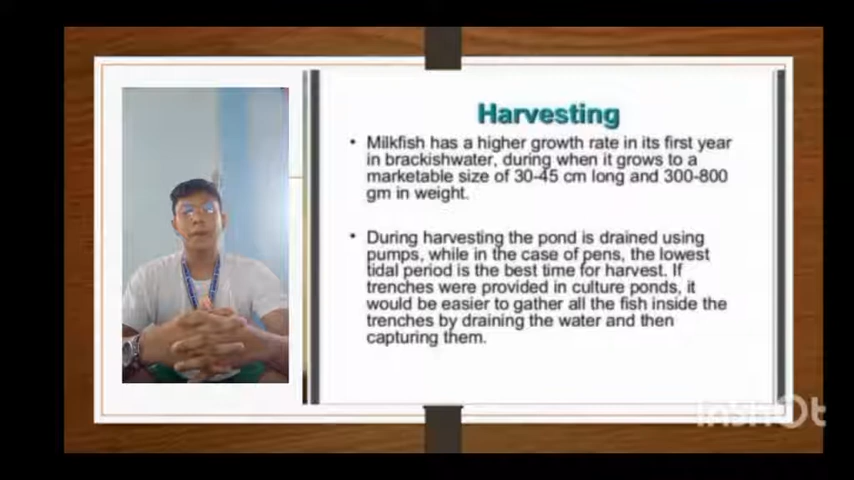 Harvesting
• Milkfish has a higher growth rate in its first year
in brackishwater, during when it grows to a
marketable size of 30-45 cm long and 300-800
gm in weight.
• During harvesting the pond is drained using
pumps, while in the case of pens, the lowest
tidal period is the best time for harvest. If
trenches were provided in culture ponds, it
would be easier to gather all the fish inside the
trenches by draining the water and then
capturing them.
InShOt